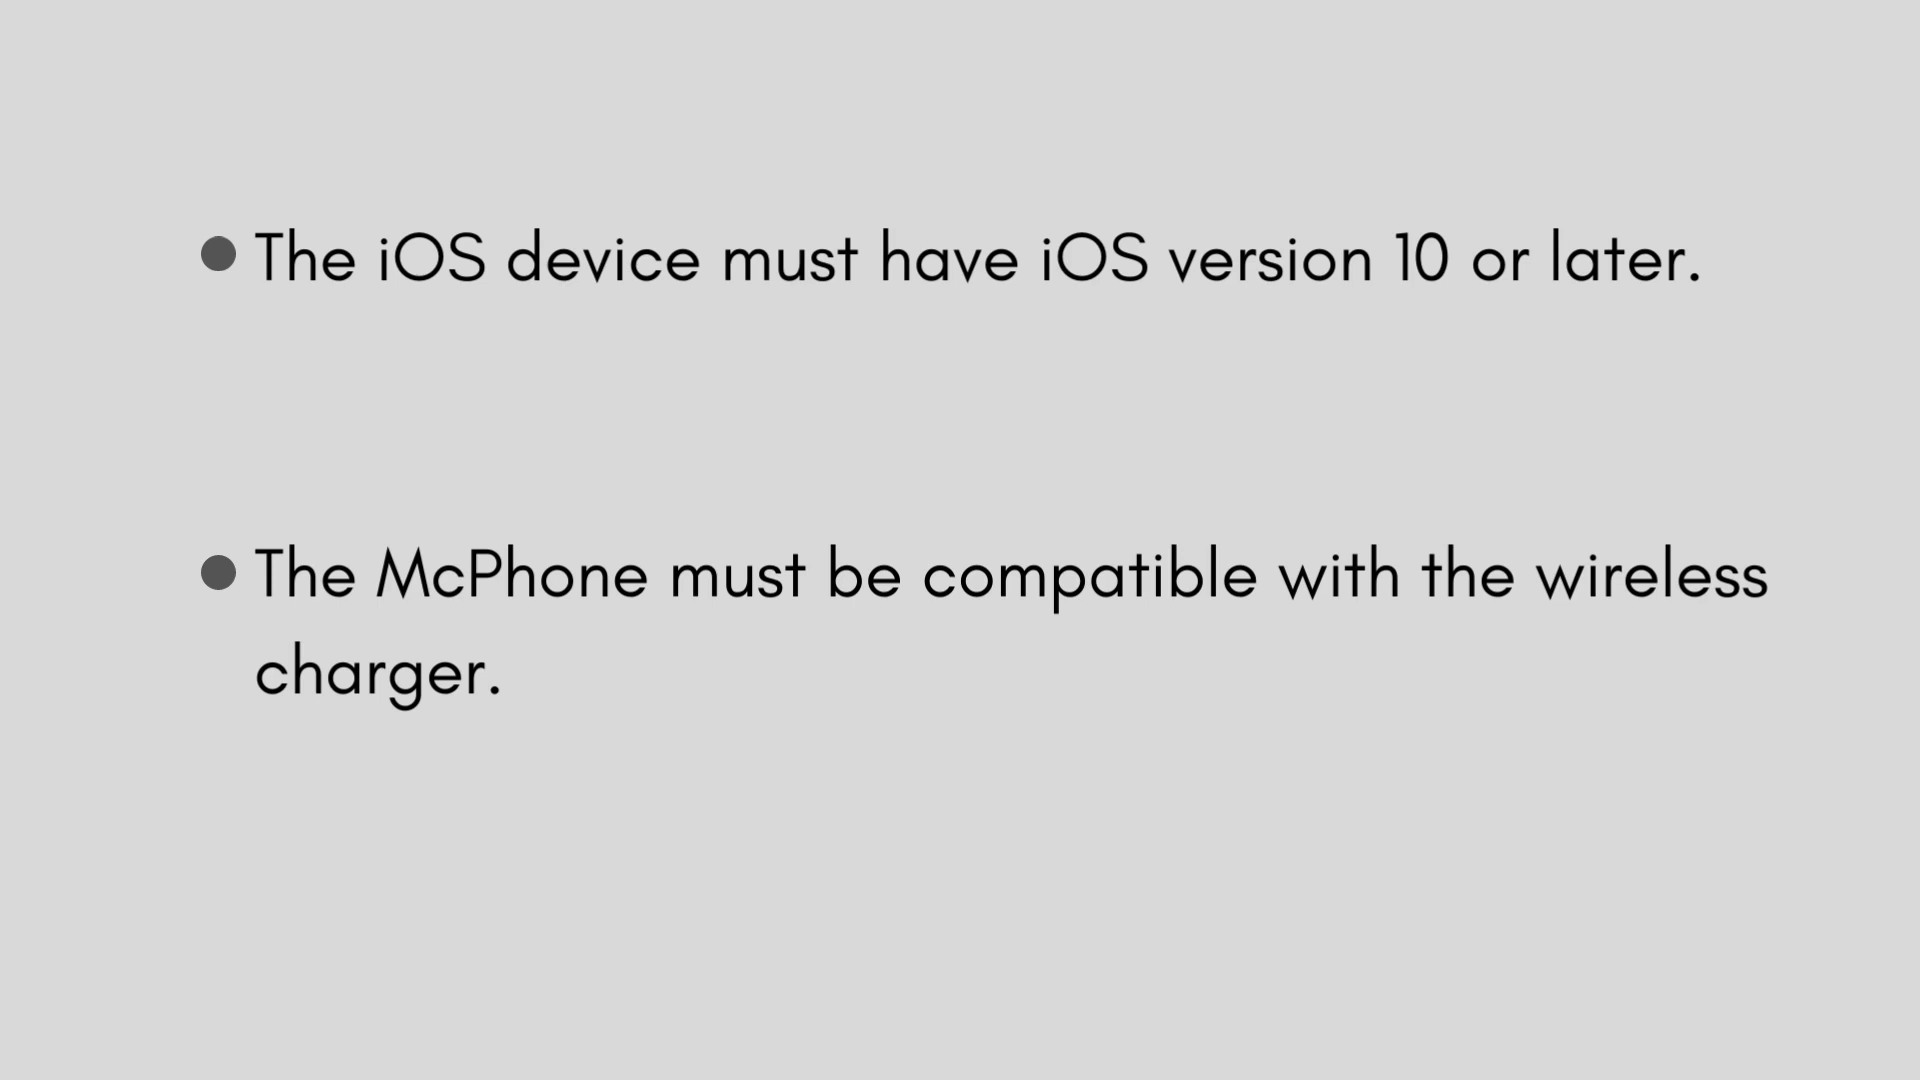 The iOS device must have iOS version 10 or later.
The McPhone must be compatible with the wireless
charger.